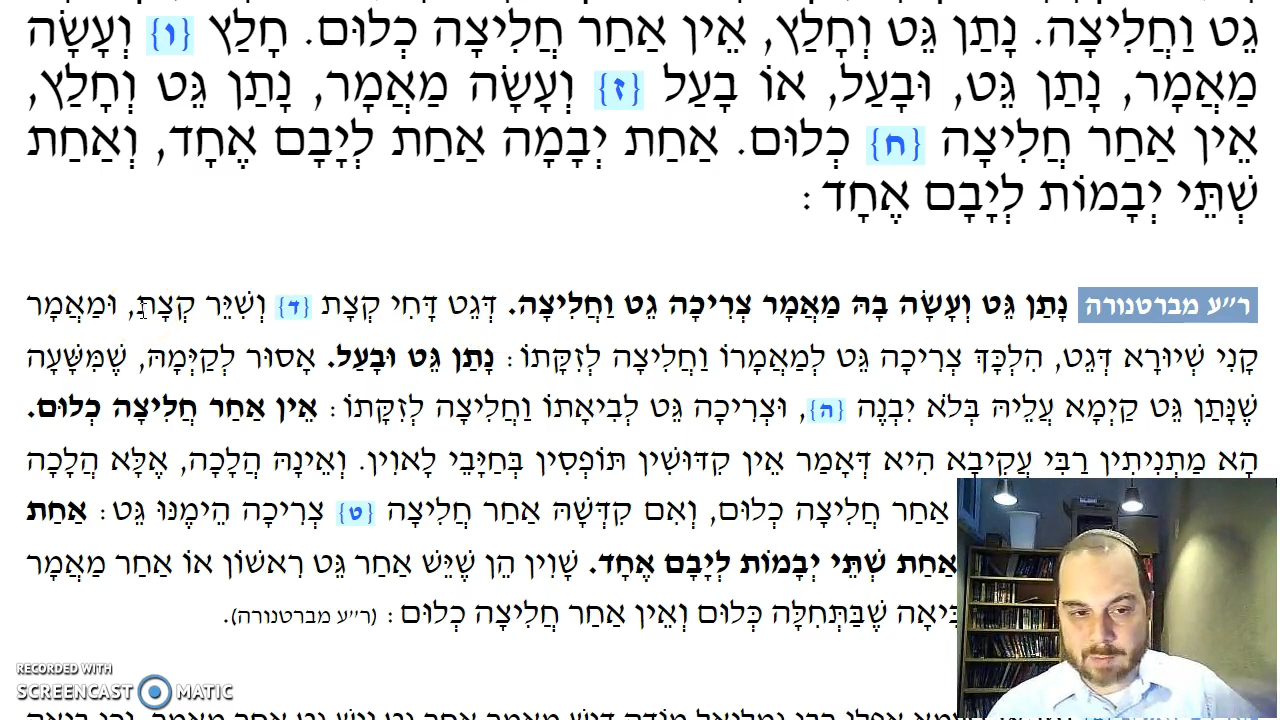 גֵּט וַחֲלִיצָה. נָתַן גֵּט וְחָלַץ, אֵין אַחַר חֲלִיצָה כְלוּם. חָלַץ {ו} וְעָשָׂה
מַאֲמָר, נָתַן גֵּט, וּבָעַל, אוֹ בָעַל {ז} וְעָשָׂה מַאֲמָר, נָתַן גֵּט וְחָלַץ,
אֵין אַחַר חֲלִיצָה {ח} כְלוּם. אַחַת יְבָמָה אַחַת לְיָבָם אֶחָד, וְאַחַת
שְׁתֵּי יְבָמוֹת לְיָבָם אֶחָד:
ר״ע מברטנורה נָתַן גֵּט וְעָשָׂה בָהּ מַאֲמָר צְרִיכָה גֵט וַחֲלִיצָה. דְּגֵט דָּחֵי קְצָת {ד} וְשִׁיֵּר קְצָת, וּמַאֲמָר
קָנֵי שִׁיּוּרָא דְּגֵט, הִלְכָּךְ צְרִיכָה גֵּט לְמַאֲמָרוֹ וַחֲלִיצָה לְזִקָּתוֹ: נָתַן גֵּט וּבָעַל. אָסוּר לְקַיְּמָהּ, שֶׁמִּשָּׁעָה
שֶׁנָּתַן גֵּט קַיְמָא עֲלֵיהּ בְּלֹא יִבְנֶה {ה}, וּצְרִיכָה גֵט לְבִיאָתוֹ וַחֲלִיצָה לְזִקָּתוֹ: אֵין אַחַר חֲלִיצָה כְלוּם.
הָא מַתְנִיתִין רַבִּי עֲקִיבָא הִיא דְּאָמַר אֵין קִדּוּשִׁין תּוֹפְסִין בְּחַיָּבֵי לָאוִין. וְאֵינָהּ הֲלָכָה, אֶלָּא הֲלָכָה
אַחַר חֲלִיצָה כְלוּם, וְאִם קִדְּשָׁהּ אַחַר חֲלִיצָה {ט} צְרִיכָה הֵימֶנּוּ גֵט: אַחַת
אַחַת שְׁתֵּי יְבָמוֹת לְיָבָם אֶחָד. שָׁוִין הֵן שֶׁיֵּשׁ אַחַר גֵּט רִאשׁוֹן אוֹ אַחַר מַאֲמָר
בִּיאָה שֶׁבַּתְּחִלָּה כְּלוּם וְאֵין אַחַר חֲלִיצָה כְלוּם: (ר״ע מברטנורה).
RECORDED WITH
SCREENCAST MATIC